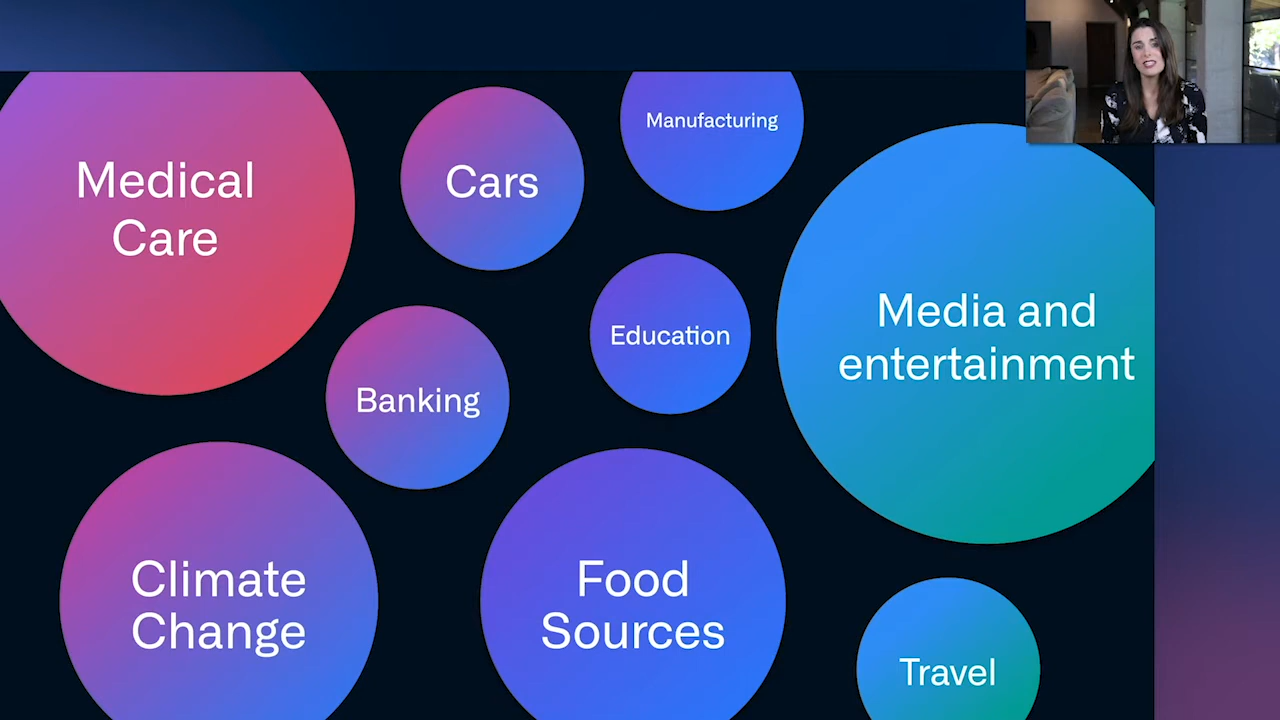 Medical
Care
Cars
Manufacturing
Media and
entertainment
Education
Banking
Climate
Change
Food
Sources
Travel